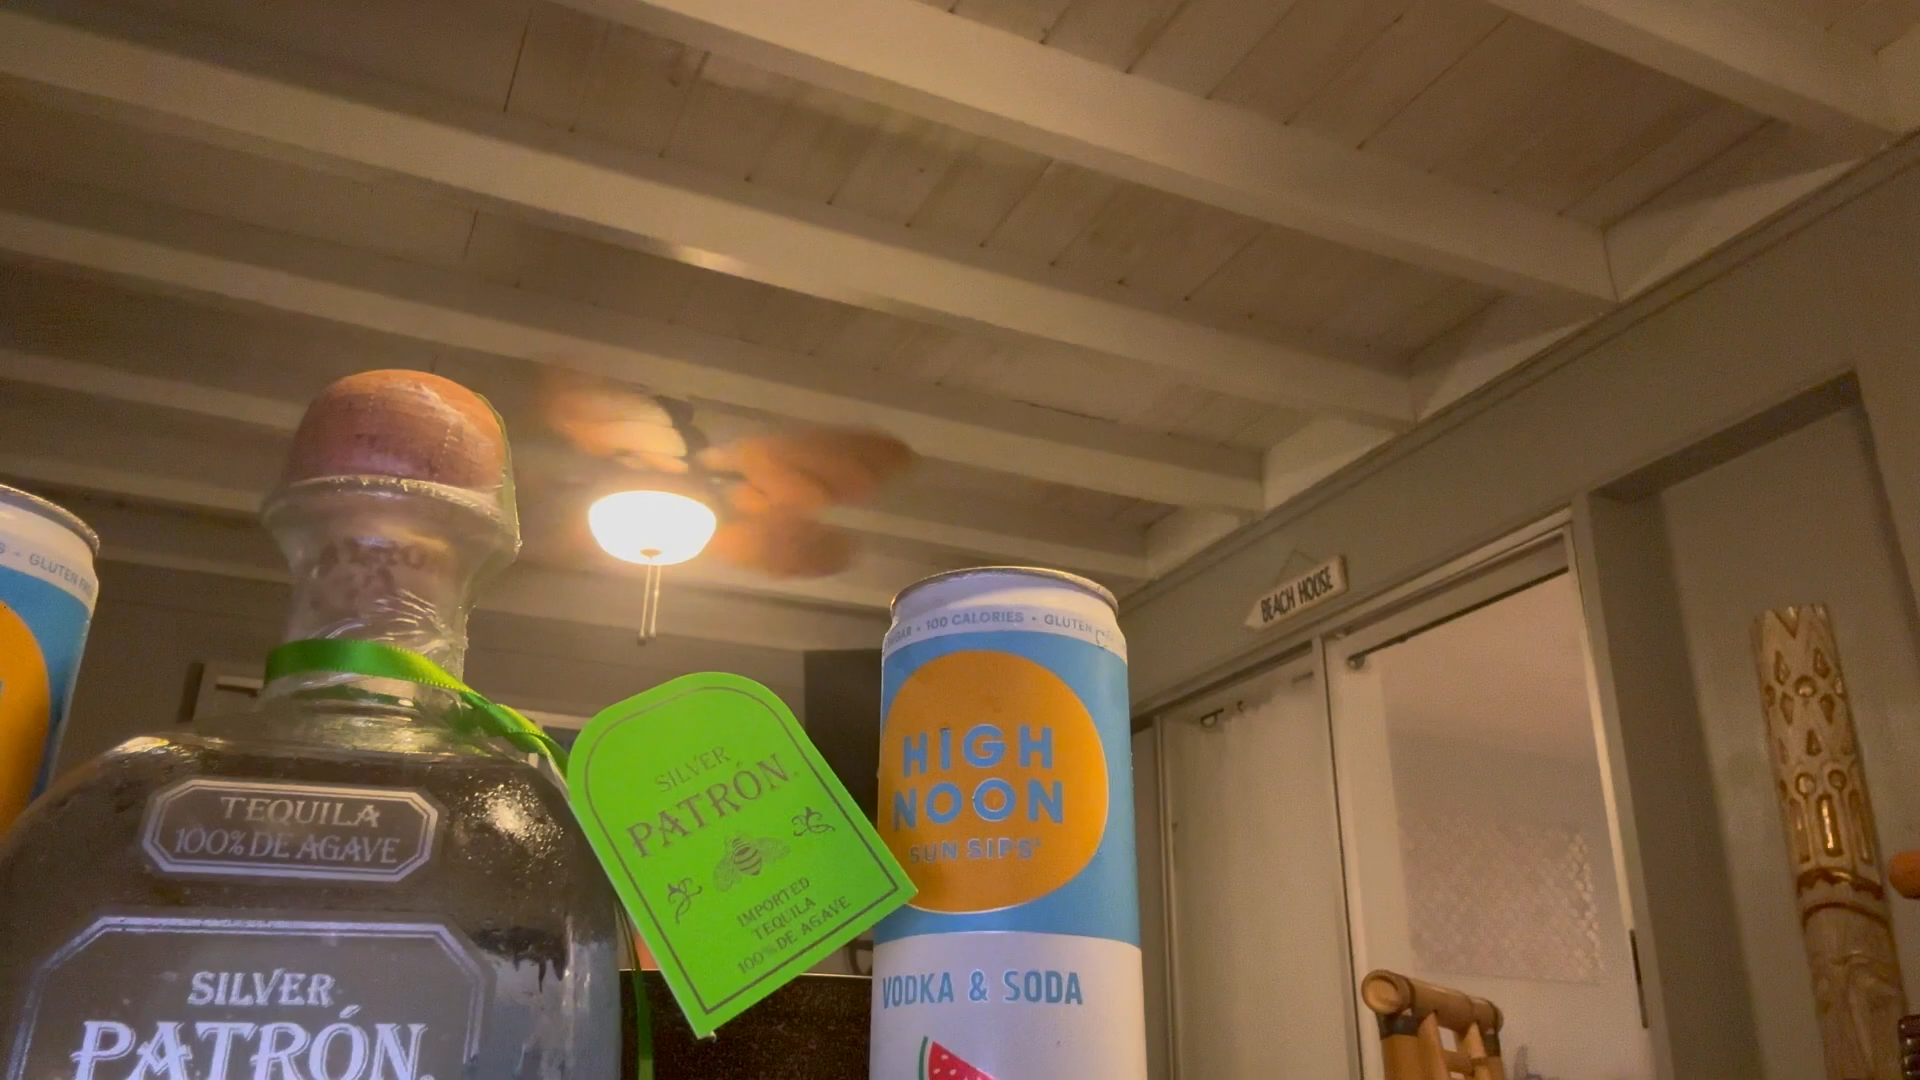 GLUTEN
TEQUILA
100% DE AGAVE
SILVER
PATRÓN
SILVER
PATRÓN
IMPORTED
TEQUILA
100% DE AGAVE
100 CALORIES • GLUTEN
HIGH
NOON
SUN SIPS
VODKA & SODA
BEACH HOUSE